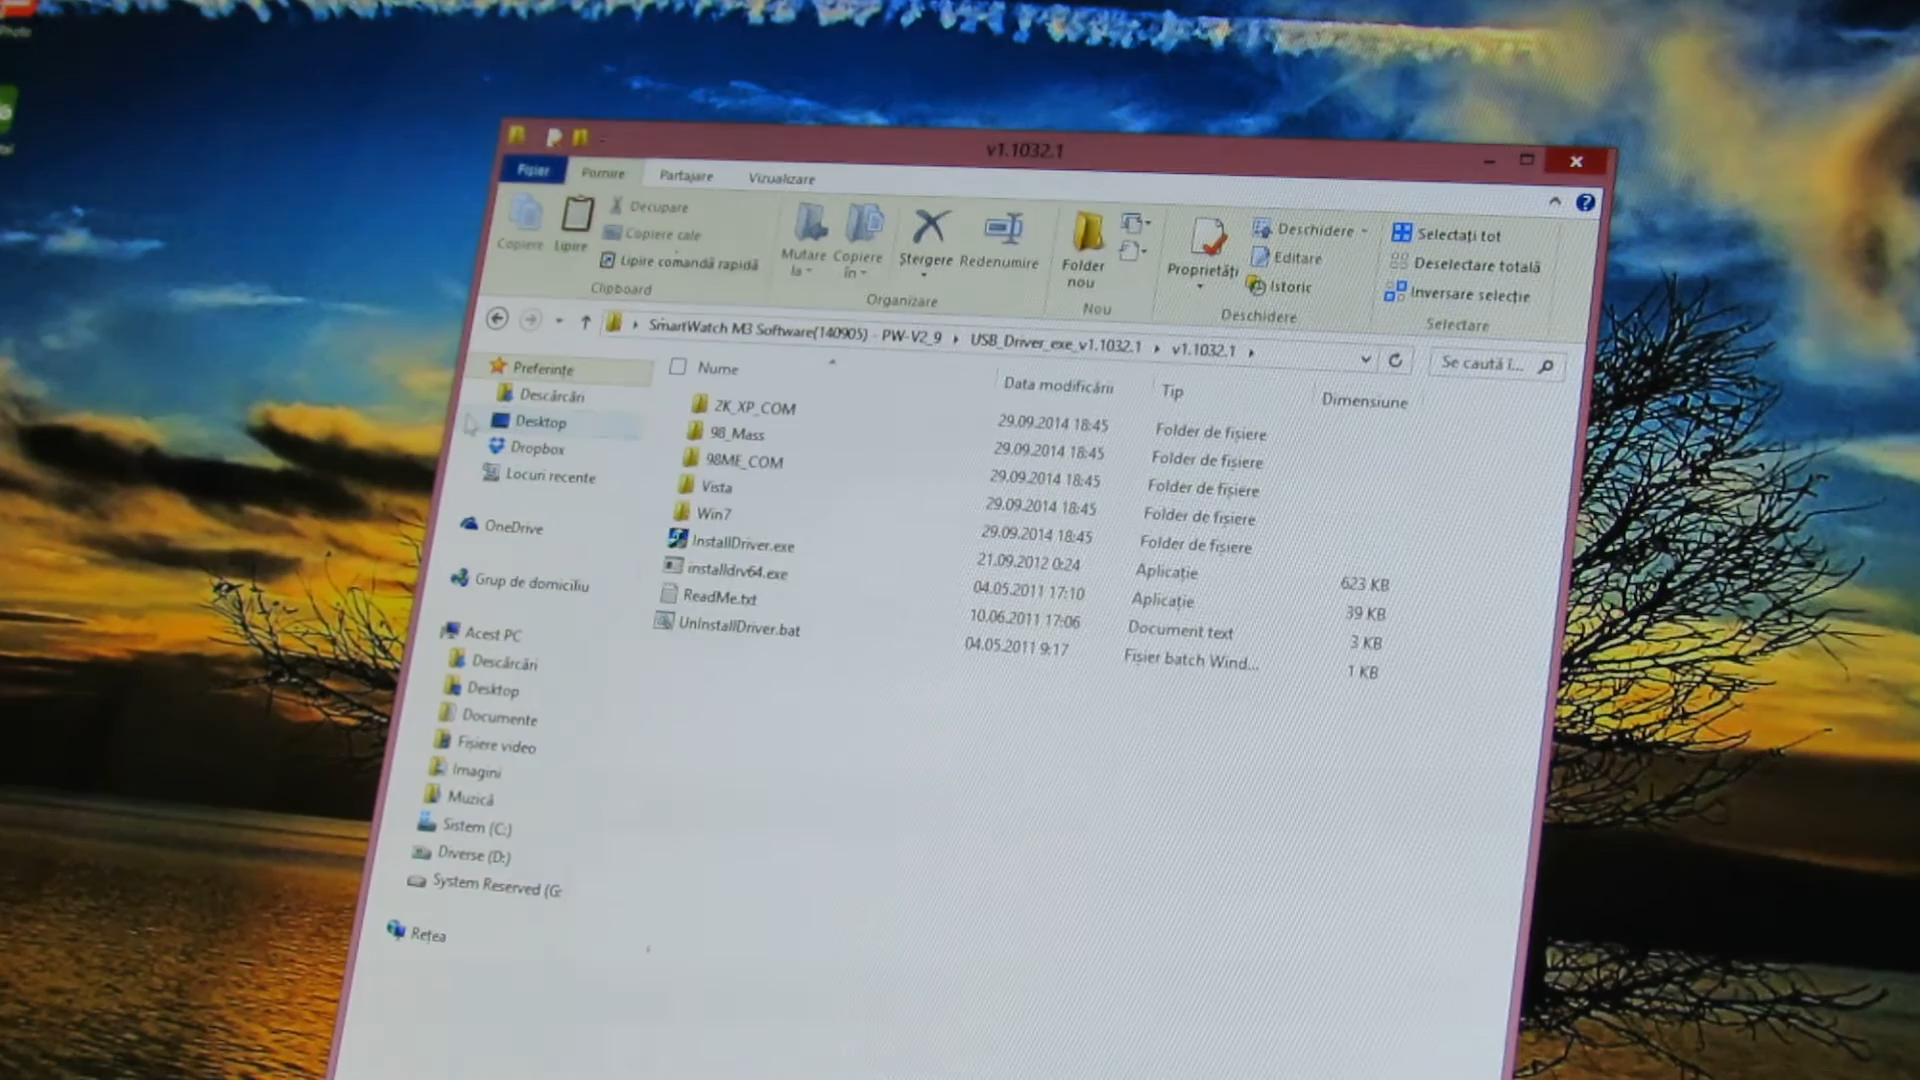 v1.1032.1
Fișier Pornire Partajare Vizualizare
Copiere Lipire
Decupare
Copiere cale
Lipire comandă rapidă
Clipboard
Mutare la
Copiere în
Ștergere Redenumire
Organizare
Folder nou
Nou
Proprietăți
Deschidere
Editare
Istoric
Deschidere
Selectați tot
Deselectare totală
Inversare selecție
Selectare
SmartWatch M3 Software(140905) - PW-V2_9 USB_Driver_exe_v1.1032.1 v1.1032.1
Se caută î...
Nume Data modificării Tip Dimensiune
2K_XP_COM 29.09.2014 18:45 Folder de fișiere
98_Mass 29.09.2014 18:45 Folder de fișiere
98ME_COM 29.09.2014 18:45 Folder de fișiere
Vista 29.09.2014 18:45 Folder de fișiere
Win7 29.09.2014 18:45 Folder de fișiere
InstallDriver.exe 21.09.2012 0:24 Aplicație 623 KB
installdrv64.exe 04.05.2011 17:10 Aplicație 39 KB
ReadMe.txt 10.06.2011 17:06 Document text 3 KB
UnInstallDriver.bat 04.05.2011 9:17 Fișier batch Wind... 1 KB
Preferințe
Descărcări
Desktop
Dropbox
Locuri recente
OneDrive
Grup de domiciliu
Acest PC
Descărcări
Desktop
Documente
Fișiere video
Imagini
Muzică
Sistem (C:)
Diverse (D:)
System Reserved (G:
Rețea